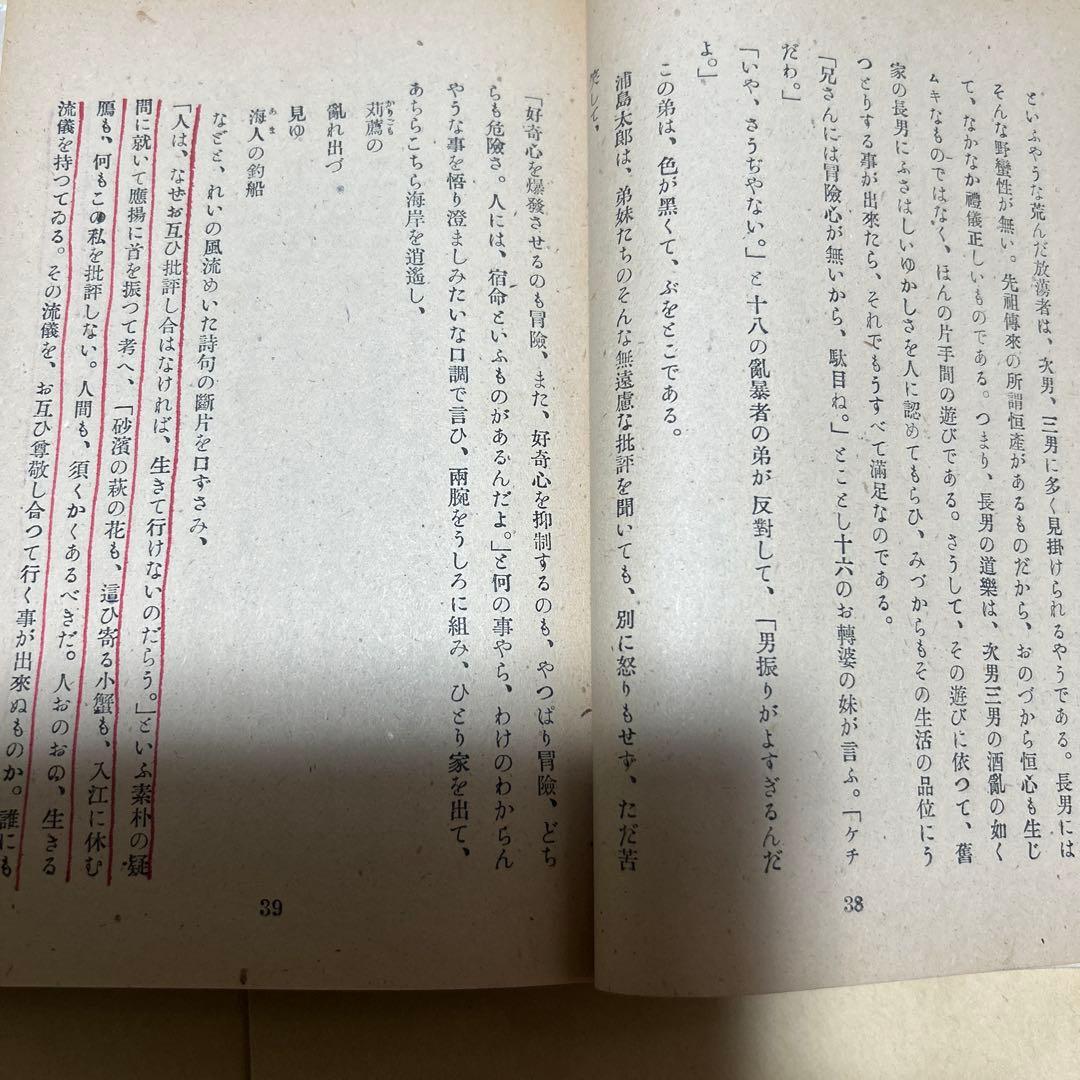 といふやうな荒んだ放蕩者は、次男、三男に多く見掛けられるやうである。長男には
そんな野蠻性が無い。先祖傳來の所謂恒產があるものだから、おのづから恒心も生じ
て、なかなか禮儀正しいものである。つまり、長男の道樂は、次男三男の酒亂の如く
ムキなものではなく、ほんの片手間の遊びである。さうして、その遊びに依つて、舊
家の長男にふさはしいゆかしさを人に認めてもらひ、みづからもその生活の品位にう
つとりする事が出來たら、それでもうすべて滿足なのである。
「兄さんには冒險心が無いから、駄目ね。」とことし十六のお轉婆の妹が言ふ。「ケチ
だわ。」
「いや、さうぢやない。」と十八の亂暴者の弟が反對して、「男振りがよすぎるんだ
よ。」
この弟は、色が黑くて、ぶをとこである。
浦島太郎は、弟妹たちのそんな無遠慮な批評を聞いても、別に怒りもせず、ただ苦
笑して、
38
「好奇心を爆發させるのも冒險、また、好奇心を抑制するのも、やつぱり冒險、どち
らも危險さ。人には、宿命といふものがあるんだよ。」と何の事やら、わけのわからん
やうな事を悟り澄ましみたいな口調で言ひ、兩腕をうしろに組み、ひとり家を出て、
あちらこちら海岸を逍遙し、
苅薦の
かりごも
亂れ出づ
見ゆ
海人の釣船
あま
などと、れいの風流めいた詩句の斷片を口ずさみ、
「人は、なぜお互ひ批評し合はなければ、生きて行けないのだらう。」といふ素朴の疑
問に就いて鷹揚に首を振つて考へ、「砂濱の萩の花も、這ひ寄る小蟹も、入江に休む
鴈も、何もこの私を批評しない。人間も、須くかくあるべきだ。人おのおの、生きる
流儀を持つてゐる。その流儀を、お互ひ尊敬し合つて行く事が出來ぬものか。誰にも
39